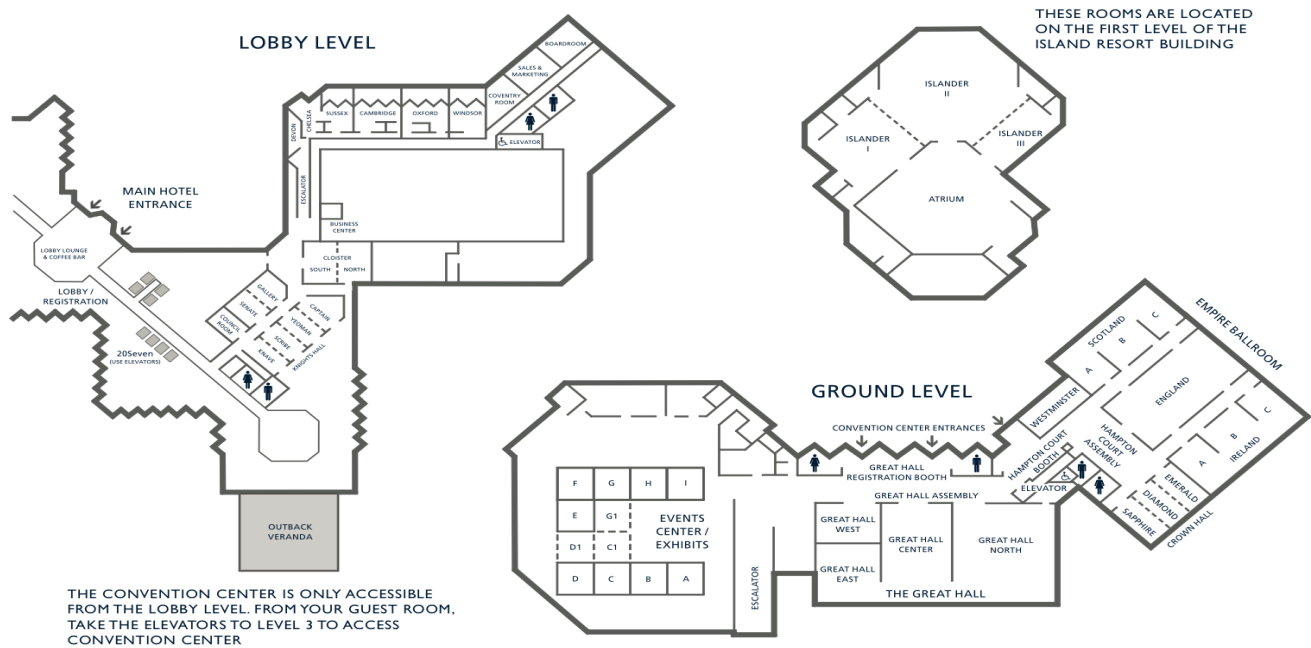 LOBBY LEVEL
BOARDROOM
SALES &
MARKETING
COVENTRY
ROOM
SUSSEX
CAMBRIDGE
OXFORD
WINDSOR
CHELSEA
DEVON
ELEVATOR
ESCALATOR
BUSINESS
CENTER
CLOISTER
SOUTH
NORTH
MAIN HOTEL
ENTRANCE
LOBBY LOUNGE
& COFFEE BAR
LOBBY /
REGISTRATION
20Seven
(USE ELEVATORS)
GALLERY
SENATE
COUNCIL
ROOM
CAPTAIN
YEOMAN
SCRIBE
KNAVE
KNIGHTS HALL
OUTBACK
VERANDA
THE CONVENTION CENTER IS ONLY ACCESSIBLE
FROM THE LOBBY LEVEL. FROM YOUR GUEST ROOM,
TAKE THE ELEVATORS TO LEVEL 3 TO ACCESS
CONVENTION CENTER
THESE ROOMS ARE LOCATED
ON THE FIRST LEVEL OF THE
ISLAND RESORT BUILDING
ISLANDER
II
ISLANDER
I
ISLANDER
III
ATRIUM
GROUND LEVEL
CONVENTION CENTER ENTRANCES
GREAT HALL
REGISTRATION BOOTH
GREAT HALL ASSEMBLY
F
G
H
I
E
G1
D1
C1
D
C
B
A
EVENTS
CENTER /
EXHIBITS
ESCALATOR
GREAT HALL
WEST
GREAT HALL
EAST
GREAT HALL
CENTER
GREAT HALL
NORTH
THE GREAT HALL
EMPIRE BALLROOM
SCOTLAND
A
B
C
WESTMINSTER
ENGLAND
HAMPTON
COURT
ASSEMBLY
HAMPTON COURT
BOOTH
ELEVATOR
IRELAND
A
B
C
EMERALD
DIAMOND
SAPPHIRE
CROWN HALL